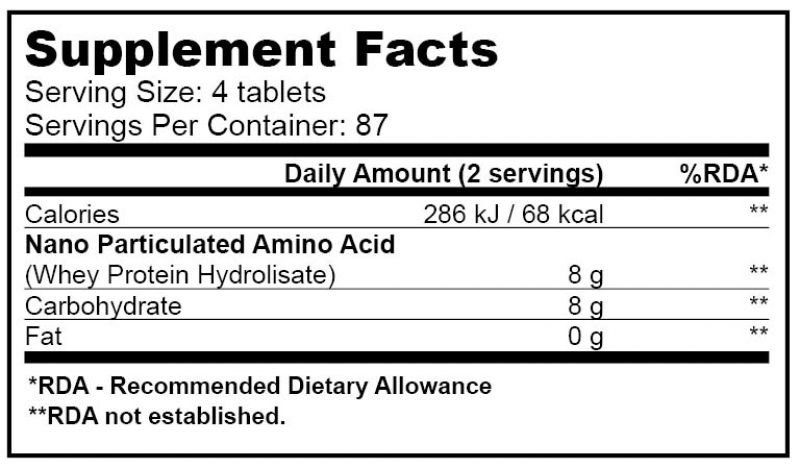 Supplement Facts
Serving Size: 4 tablets
Servings Per Container: 87
Daily Amount (2 servings) %RDA*
Calories 286 kJ / 68 kcal **
Nano Particulated Amino Acid
(Whey Protein Hydrolisate) 8 g **
Carbohydrate 8 g **
Fat 0 g **
*RDA - Recommended Dietary Allowance
**RDA not established.